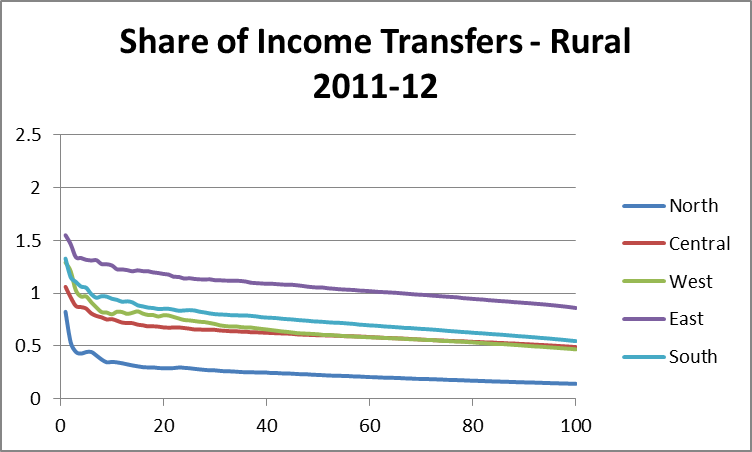 Share of Income Transfers - Rural
2011-12
2.5
2
1.5
1
0.5
0
0 20 40 60 80 100
North
Central
West
East
South